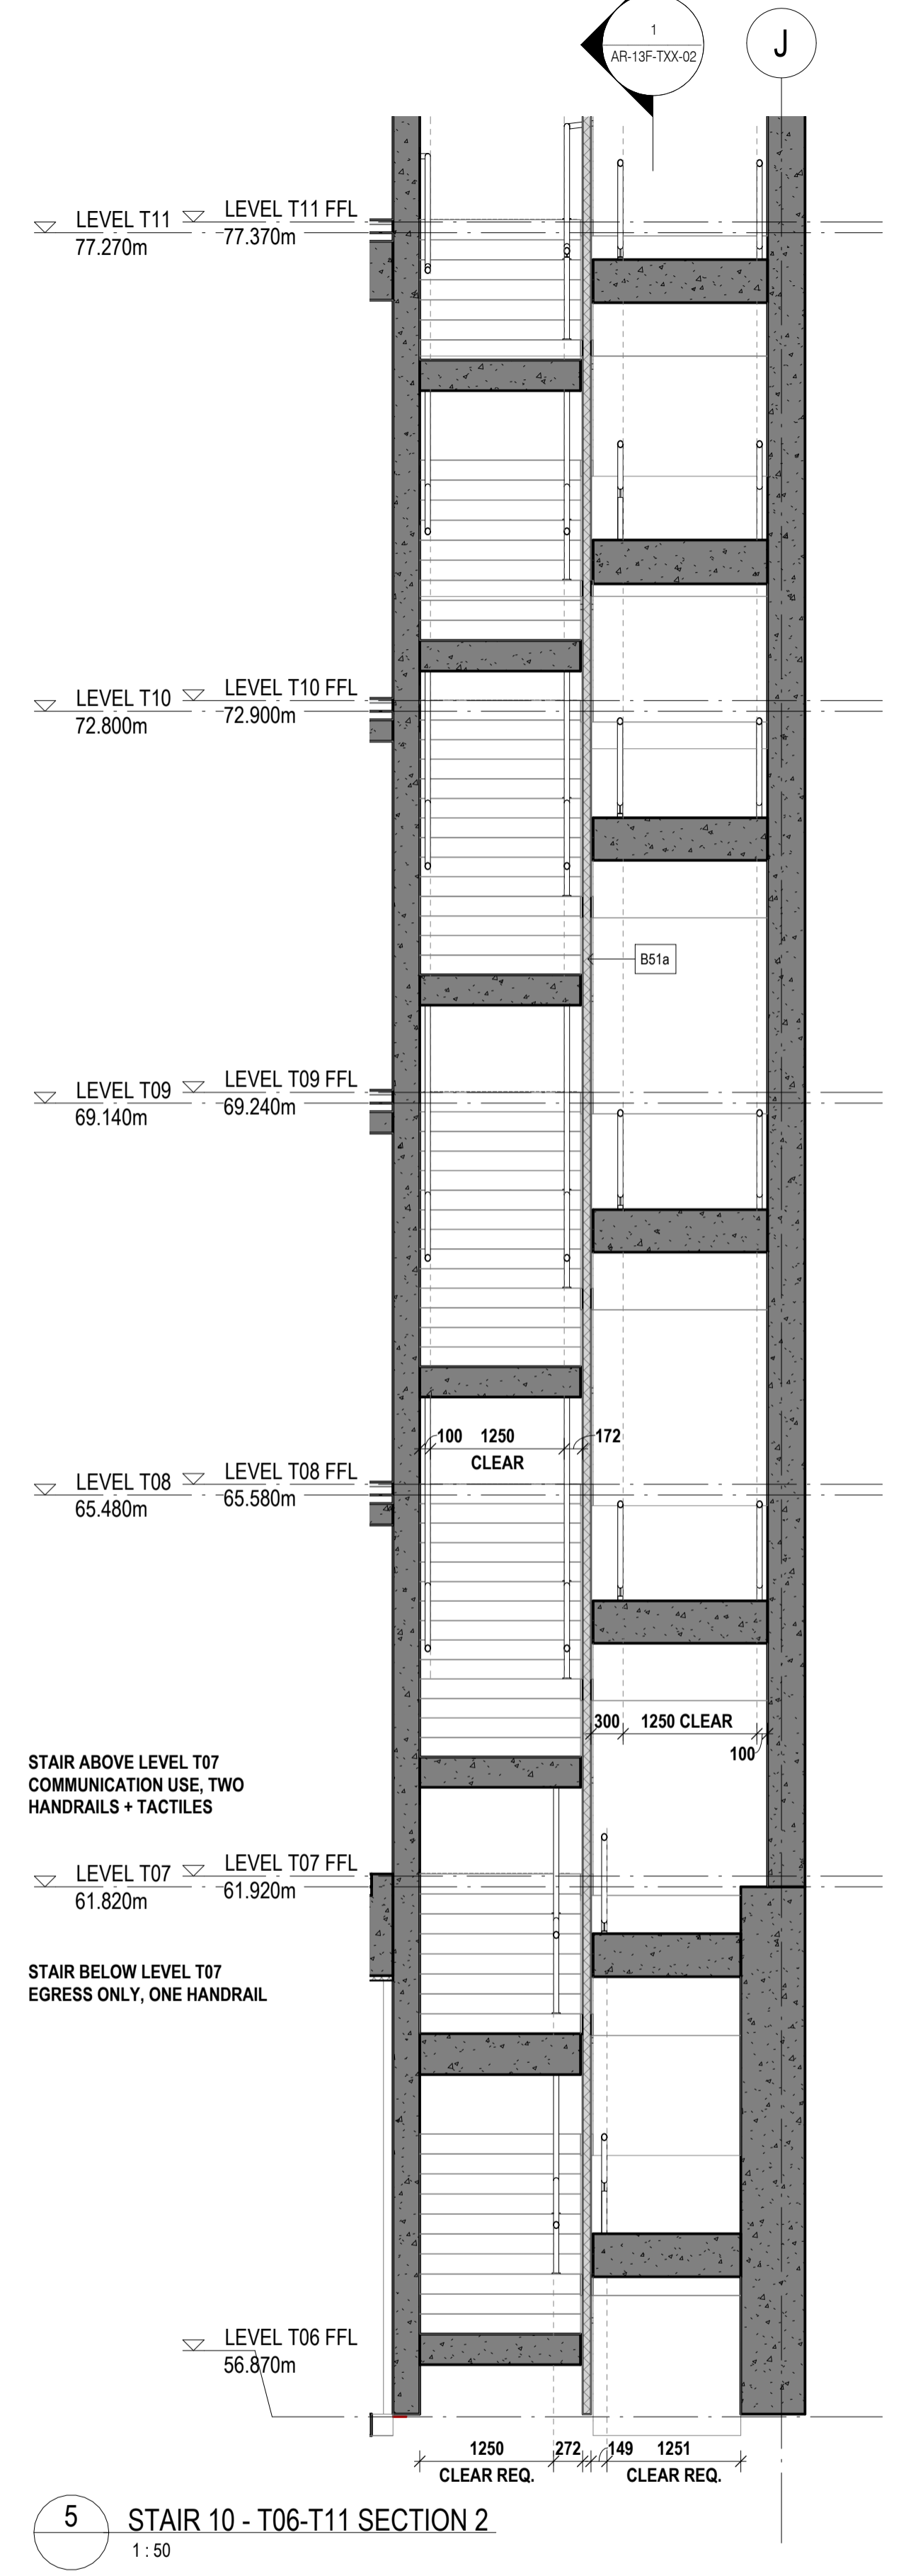 1
AR-13F-TXX-02
J
LEVEL T11
77.270m
LEVEL T11 FFL
77.370m
LEVEL T10
72.800m
LEVEL T10 FFL
72.900m
B51a
LEVEL T09
69.140m
LEVEL T09 FFL
69.240m
100 1250 172
CLEAR
LEVEL T08
65.480m
LEVEL T08 FFL
65.580m
300 1250 CLEAR
100
STAIR ABOVE LEVEL T07
COMMUNICATION USE, TWO
HANDRAILS + TACTILES
LEVEL T07
61.820m
LEVEL T07 FFL
61.920m
STAIR BELOW LEVEL T07
EGRESS ONLY, ONE HANDRAIL
LEVEL T06 FFL
56.870m
1250 272 149 1251
CLEAR REQ. CLEAR REQ.
5
STAIR 10 - T06-T11 SECTION 2
1 : 50